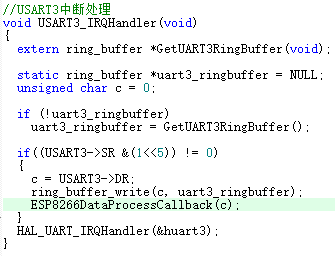 //USART3中断处理
void USART3_IRQHandler(void)
{
extern ring_buffer *GetUART3RingBuffer(void);
static ring_buffer *uart3_ringbuffer = NULL;
unsigned char c = 0;
if (!uart3_ringbuffer)
uart3_ringbuffer = GetUART3RingBuffer();
if((USART3->SR &(1<<5)) != 0)
{
c = USART3->DR;
ring_buffer_write(c, uart3_ringbuffer);
ESP8266DataProcessCallback(c);
}
HAL_UART_IRQHandler(&huart3);
}